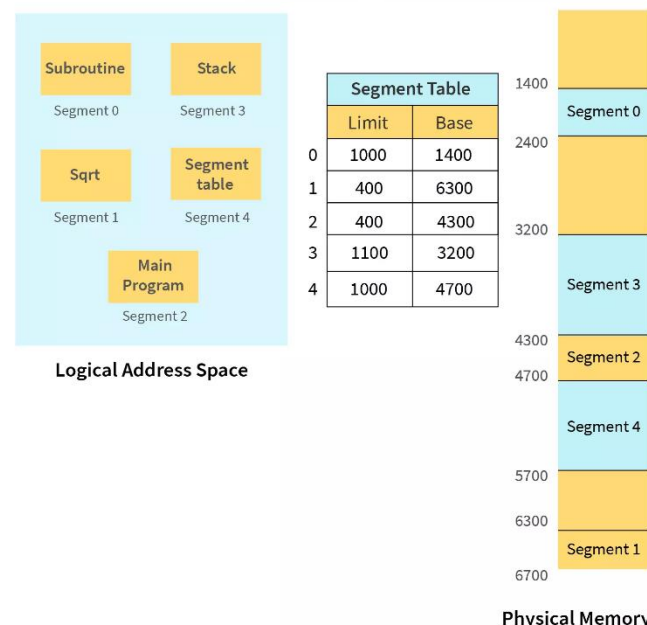 Subroutine
Stack
Segment 0
Segment 3
Sqrt
Segment
table
Segment 1
Segment 4
Main
Program
Segment 2
Logical Address Space
Segment Table
Limit Base
0 1000 1400
1 400 6300
2 400 4300
3 1100 3200
4 1000 4700
1400
Segment 0
2400
3200
Segment 3
4300
Segment 2
4700
Segment 4
5700
6300
Segment 1
6700
Physical Memory